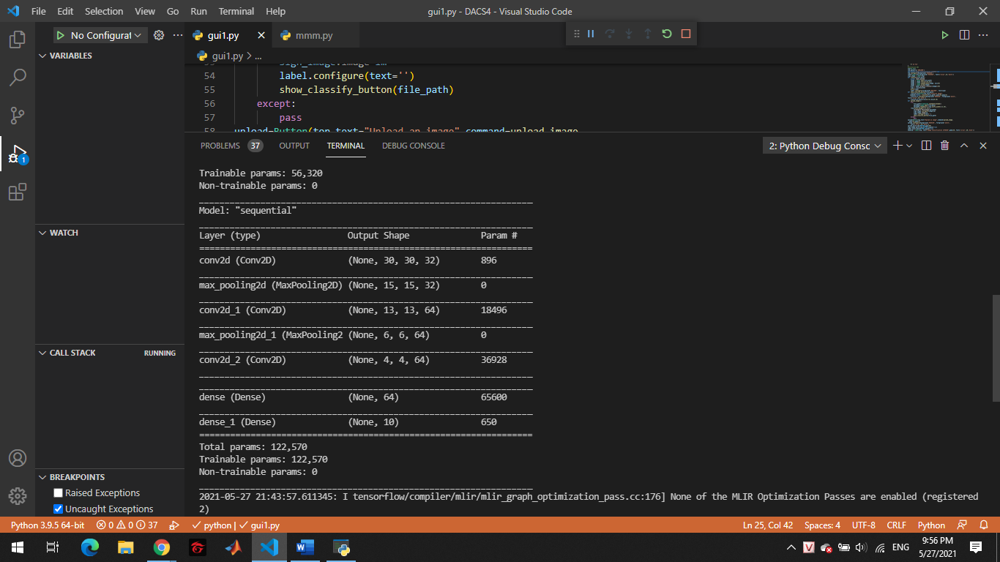 File Edit Selection View Go Run Terminal Help
gui1.py - DACS4 - Visual Studio Code
No Configurat
gui1.py
mmm.py
gui1.py > ...
VARIABLES
WATCH
CALL STACK
RUNNING
BREAKPOINTS
Raised Exceptions
Uncaught Exceptions
1
54 label.configure(text='')
55 show_classify_button(file_path)
56 except:
57 pass
58 upload=Button(top,text="Upload an image",command=upload_image
PROBLEMS 37 OUTPUT TERMINAL DEBUG CONSOLE
2: Python Debug Consc
Trainable params: 56,320
Non-trainable params: 0
_________________________________________________________________
Model: "sequential"
_________________________________________________________________
Layer (type) Output Shape Param #
=================================================================
conv2d (Conv2D) (None, 30, 30, 32) 896
_________________________________________________________________
max_pooling2d (MaxPooling2D) (None, 15, 15, 32) 0
_________________________________________________________________
conv2d_1 (Conv2D) (None, 13, 13, 64) 18496
_________________________________________________________________
max_pooling2d_1 (MaxPooling2 (None, 6, 6, 64) 0
_________________________________________________________________
conv2d_2 (Conv2D) (None, 4, 4, 64) 36928
_________________________________________________________________
_________________________________________________________________
dense (Dense) (None, 64) 65600
_________________________________________________________________
dense_1 (Dense) (None, 10) 650
=================================================================
Total params: 122,570
Trainable params: 122,570
Non-trainable params: 0
_________________________________________________________________
2021-05-27 21:43:57.611345: I tensorflow/compiler/mlir/mlir_graph_optimization_pass.cc:176] None of the MLIR Optimization Passes are enabled (registered
2)
Python 3.9.5 64-bit 0 0 37 python | gui1.py
Ln 25, Col 42 Spaces: 4 UTF-8 CRLF Python
ENG
9:56 PM
5/27/2021